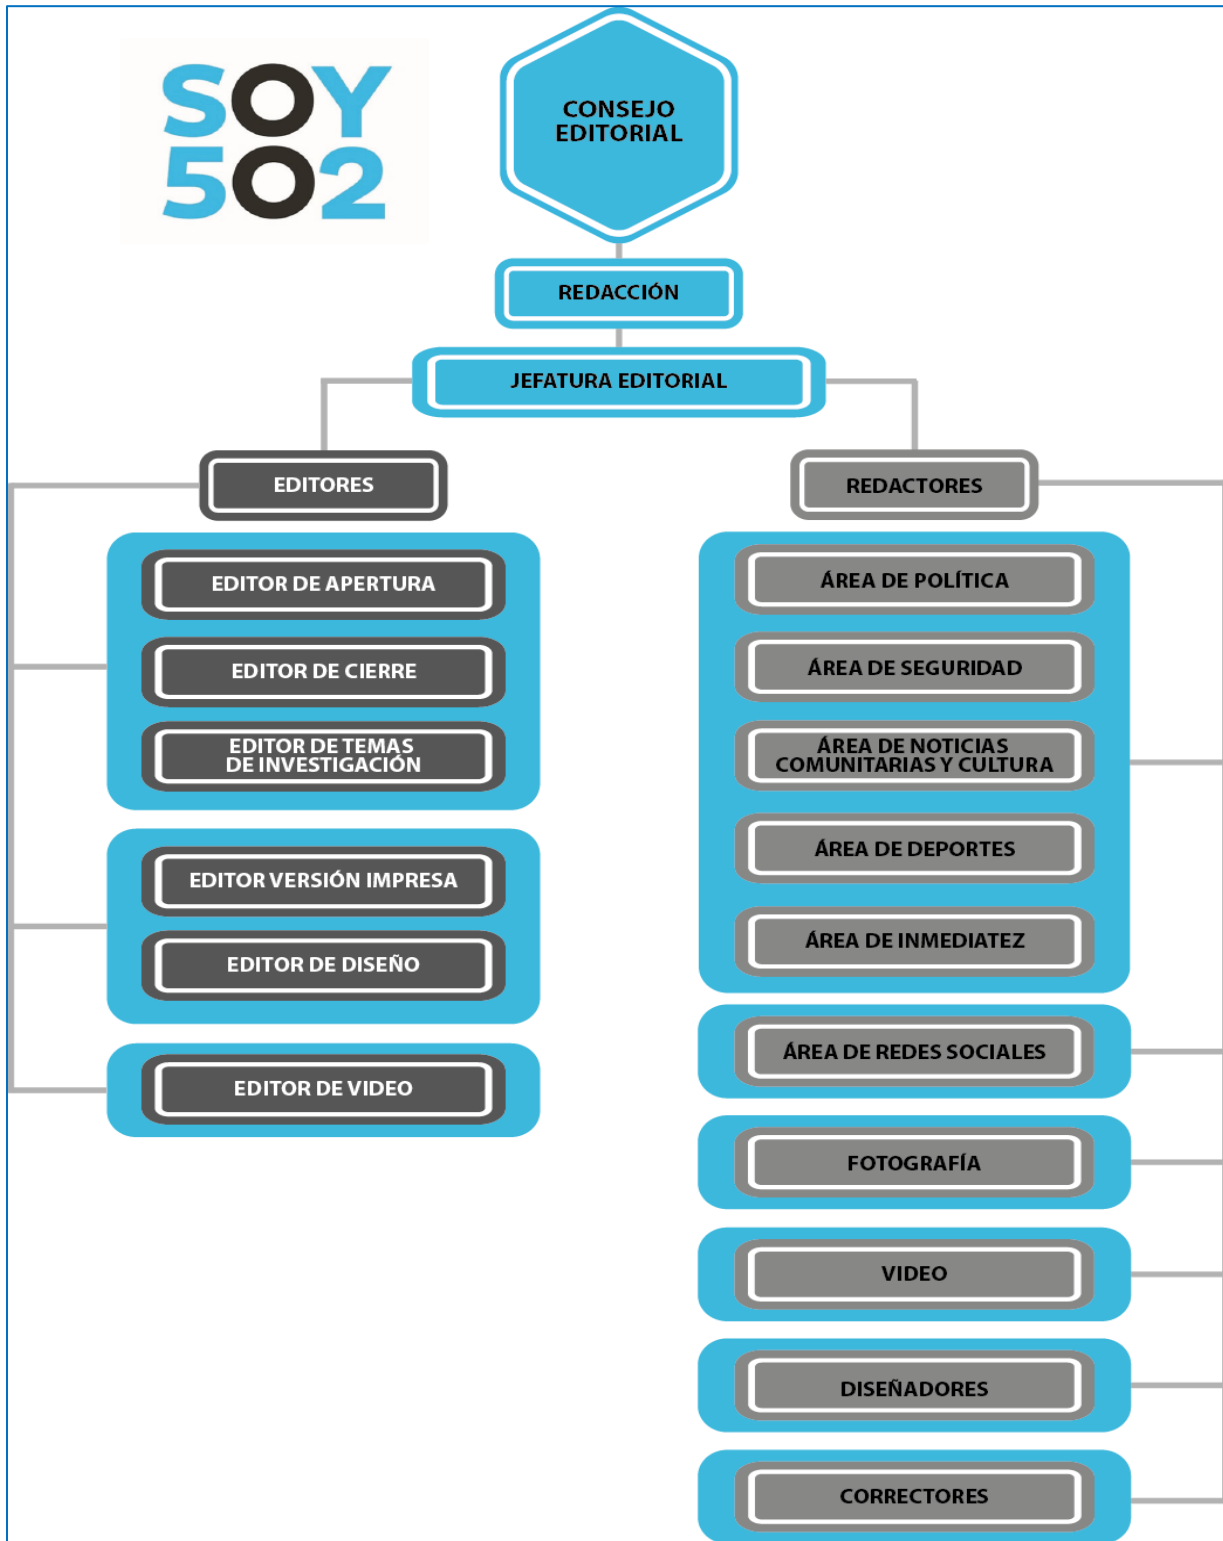 SOY
502
CONSEJO
EDITORIAL
REDACCIÓN
JEFATURA EDITORIAL
EDITORES
EDITOR DE APERTURA
EDITOR DE CIERRE
EDITOR DE TEMAS
DE INVESTIGACIÓN
EDITOR VERSIÓN IMPRESA
EDITOR DE DISEÑO
EDITOR DE VIDEO
REDACTORES
ÁREA DE POLÍTICA
ÁREA DE SEGURIDAD
ÁREA DE NOTICIAS
COMUNITARIAS Y CULTURA
ÁREA DE DEPORTES
ÁREA DE INMEDIATEZ
ÁREA DE REDES SOCIALES
FOTOGRAFÍA
VIDEO
DISEÑADORES
CORRECTORES